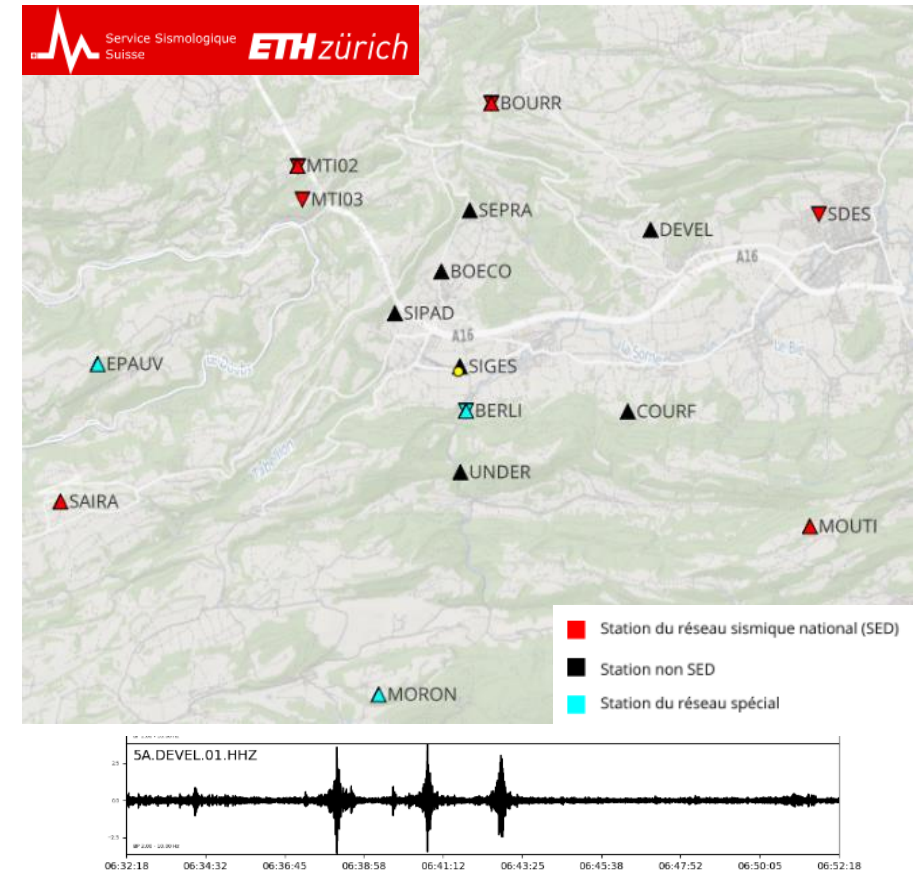 Service Sismologique
Suisse
ETH zürich
BOURR
MTI02
MTI03
SEPRA
SDES
DEVEL
A16
BOECO
SIPAD
A16
EPAUV
SIGES
BERLI
COURF
Tabeillon
UNDER
SAIRA
MOUTI
Station du réseau sismique national (SED)
Station non SED
Station du réseau spécial
MORON
5A.DEVEL.01.HHZ
2.5
0.0
-2.5
06:32:18 06:34:32 06:36:45 06:38:58 06:41:12 06:43:25 06:45:38 06:47:52 06:50:05 06:52:18